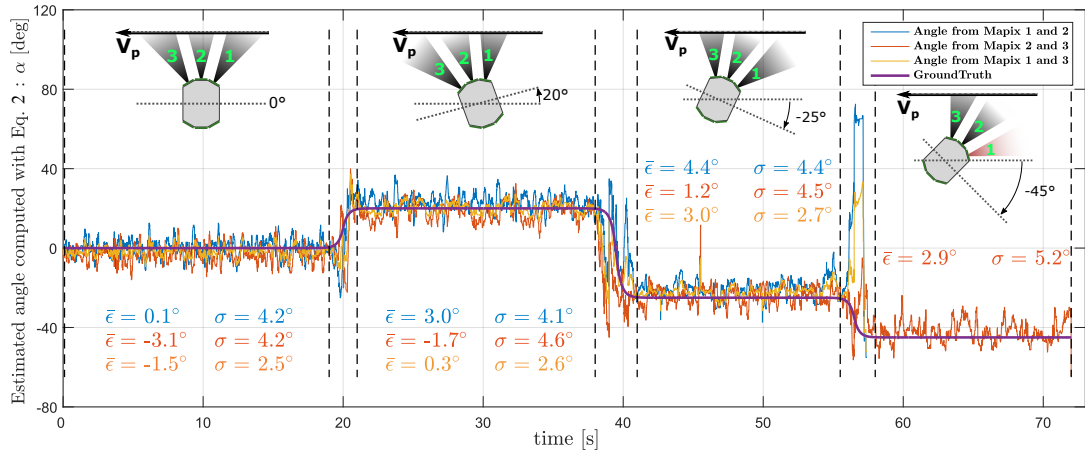 Estimated angle computed with Eq. 2 : α [deg]
120
80
40
0
-40
-80
0
10
20
30
40
50
60
70
time [s]
Angle from Mapix 1 and 2
Angle from Mapix 2 and 3
Angle from Mapix 1 and 3
GroundTruth
Vp
3 2 1
0°
Vp
3 2 1
20°
Vp
3 2 1
-25°
Vp
3 2 1
-45°
ϵ̄ = 0.1° σ = 4.2°
ϵ̄ = -3.1° σ = 4.2°
ϵ̄ = -1.5° σ = 2.5°
ϵ̄ = 3.0° σ = 4.1°
ϵ̄ = -1.7° σ = 4.6°
ϵ̄ = 0.3° σ = 2.6°
ϵ̄ = 4.4° σ = 4.4°
ϵ̄ = 1.2° σ = 4.5°
ϵ̄ = 3.0° σ = 2.7°
ϵ̄ = 2.9° σ = 5.2°